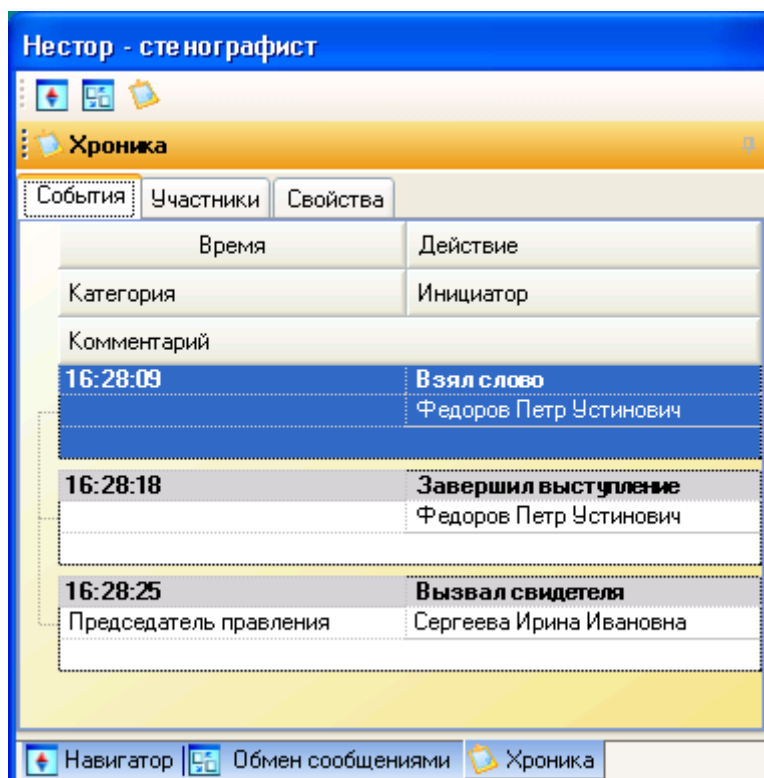 Нестор - стенографист
Хроника
События Участники Свойства
Время Действие
Категория Инициатор
Комментарий
16:28:09 Взял слово
Федоров Петр Устинович
16:28:18 Завершил выступление
Федоров Петр Устинович
16:28:25 Вызвал свидетеля
Председатель правления Сергеева Ирина Ивановна
Навигатор Обмен сообщениями Хроника